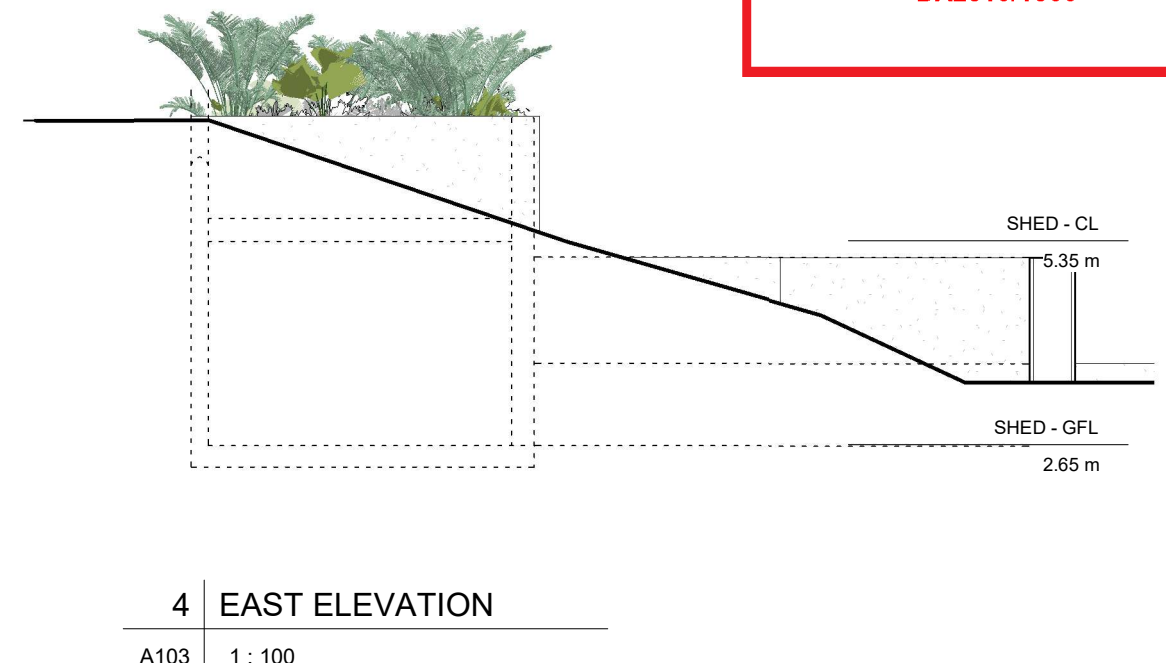 SHED - CL
5.35 m
SHED - GFL
2.65 m
4 EAST ELEVATION
A103 1 : 100